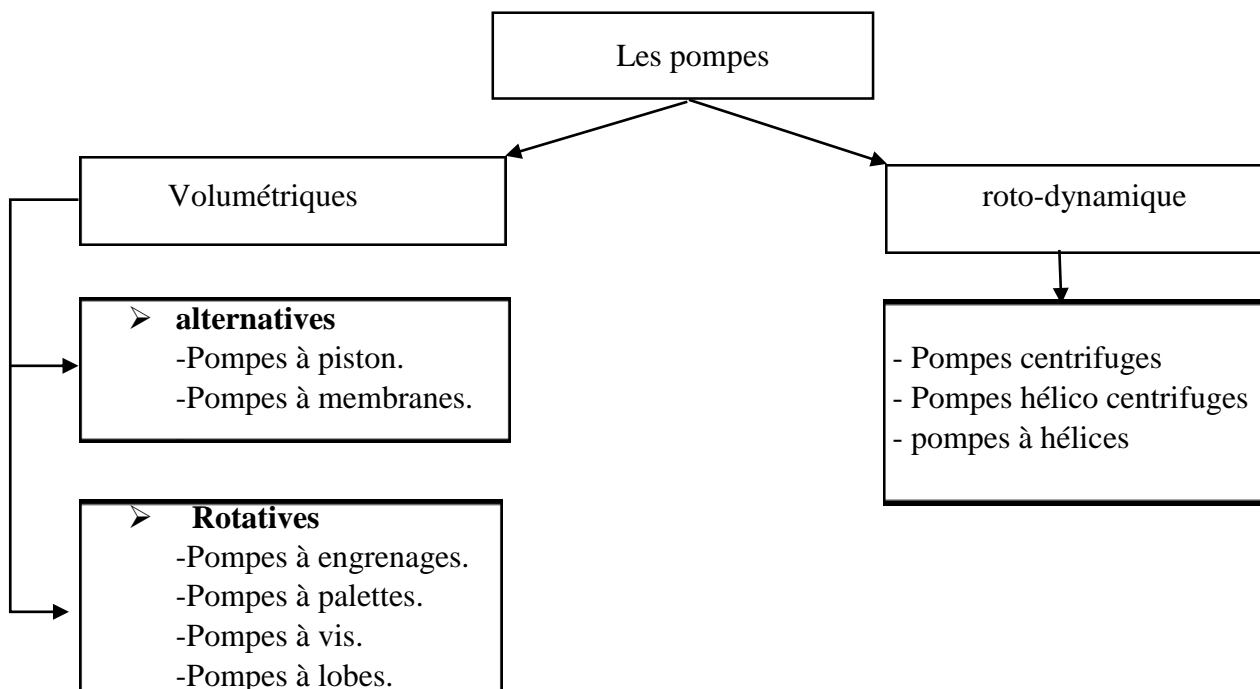 Les pompes
Volumétriques
roto-dynamique
➢ alternatives
-Pompes à piston.
-Pompes à membranes.
- Pompes centrifuges
- Pompes hélico centrifuges
- pompes à hélices
➢ Rotatives
-Pompes à engrenages.
-Pompes à palettes.
-Pompes à vis.
-Pompes à lobes.